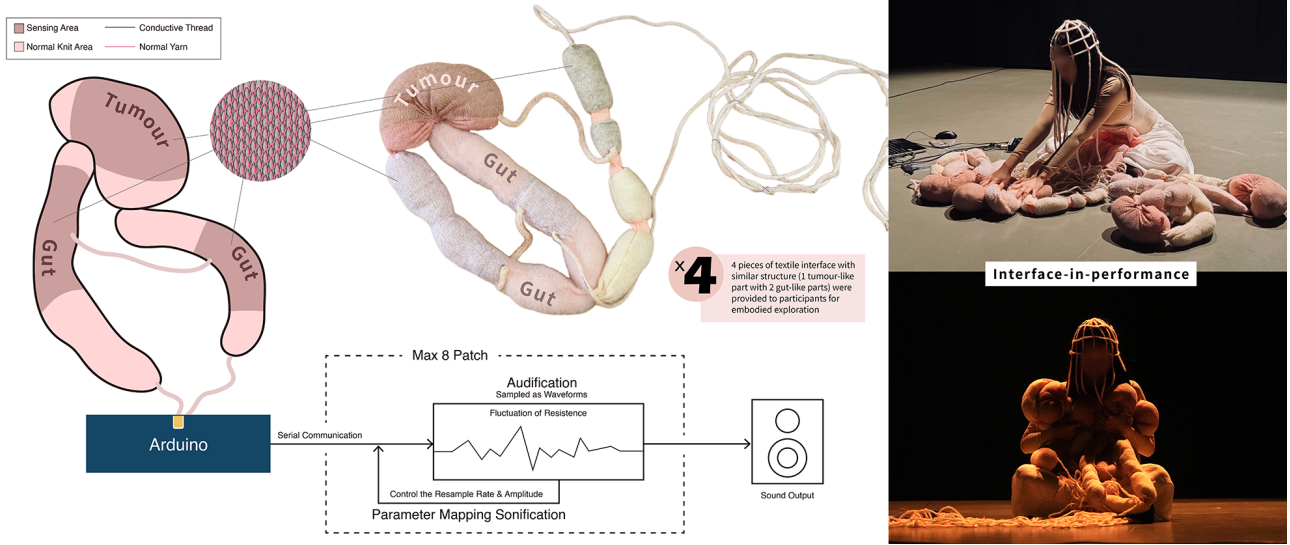 Sensing Area
Conductive Thread
Normal Knit Area
Normal Yarn
Tumour
Gut
Gut
Tumour
Gut
Gut
x4
4 pieces of textile interface with
similar structure (1 tumour-like
part with 2 gut-like parts) were
provided to participants for
embodied exploration
Interface-in-performance
Max 8 Patch
Audification
Sampled as Waveforms
Fluctuation of Resistence
Arduino
Serial Communication
Control the Resample Rate & Amplitude
Parameter Mapping Sonification
Sound Output